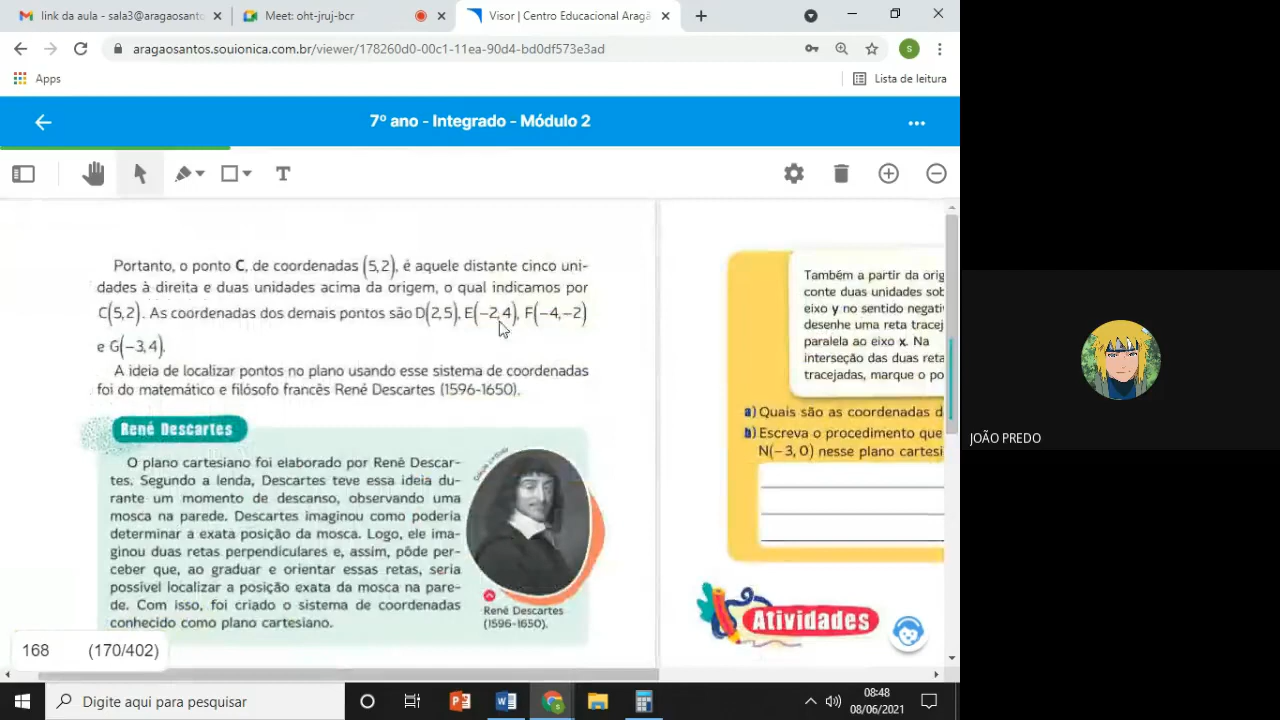 link da aula - sala3@aragaosant
Meet: oht-jruj-bcr
Visor | Centro Educacional Aragã
aragaosantos.souionica.com.br/viewer/178260d0-00c1-11ea-90d4-bd0df573e3ad
s
Apps
Lista de leitura
7º ano - Integrado - Módulo 2
T
Portanto, o ponto C, de coordenadas (5,2), é aquele distante cinco uni-
dades à direita e duas unidades acima da origem, o qual indicamos por
C(5,2). As coordenadas dos demais pontos são D(2,5), E(−2,4), F(−4,−2)
e G(−3,4).
A ideia de localizar pontos no plano usando esse sistema de coordenadas
foi do matemático e filósofo francês René Descartes (1596-1650).
René Descartes
O plano cartesiano foi elaborado por René Descar-
tes. Segundo a lenda, Descartes teve essa ideia du-
rante um momento de descanso, observando uma
mosca na parede. Descartes imaginou como poderia
determinar a exata posição da mosca. Logo, ele ima-
ginou duas retas perpendiculares e, assim, pôde per-
ceber que, ao graduar e orientar essas retas, seria
possível localizar a posição exata da mosca na pare-
de. Com isso, foi criado o sistema de coordenadas
conhecido como plano cartesiano.
René Descartes
(1596-1650).
Também a partir da orig
conte duas unidades sob
eixo y no sentido negati
desenhe uma reta tracej
paralela ao eixo x. Na
interseção das duas reta
tracejadas, marque o po
a) Quais são as coordenadas d
b) Escreva o procedimento que
N(−3, 0) nesse plano cartesi
Atividades
168 (170/402)
JOÃO PREDO
Digite aqui para pesquisar
08:48
08/06/2021